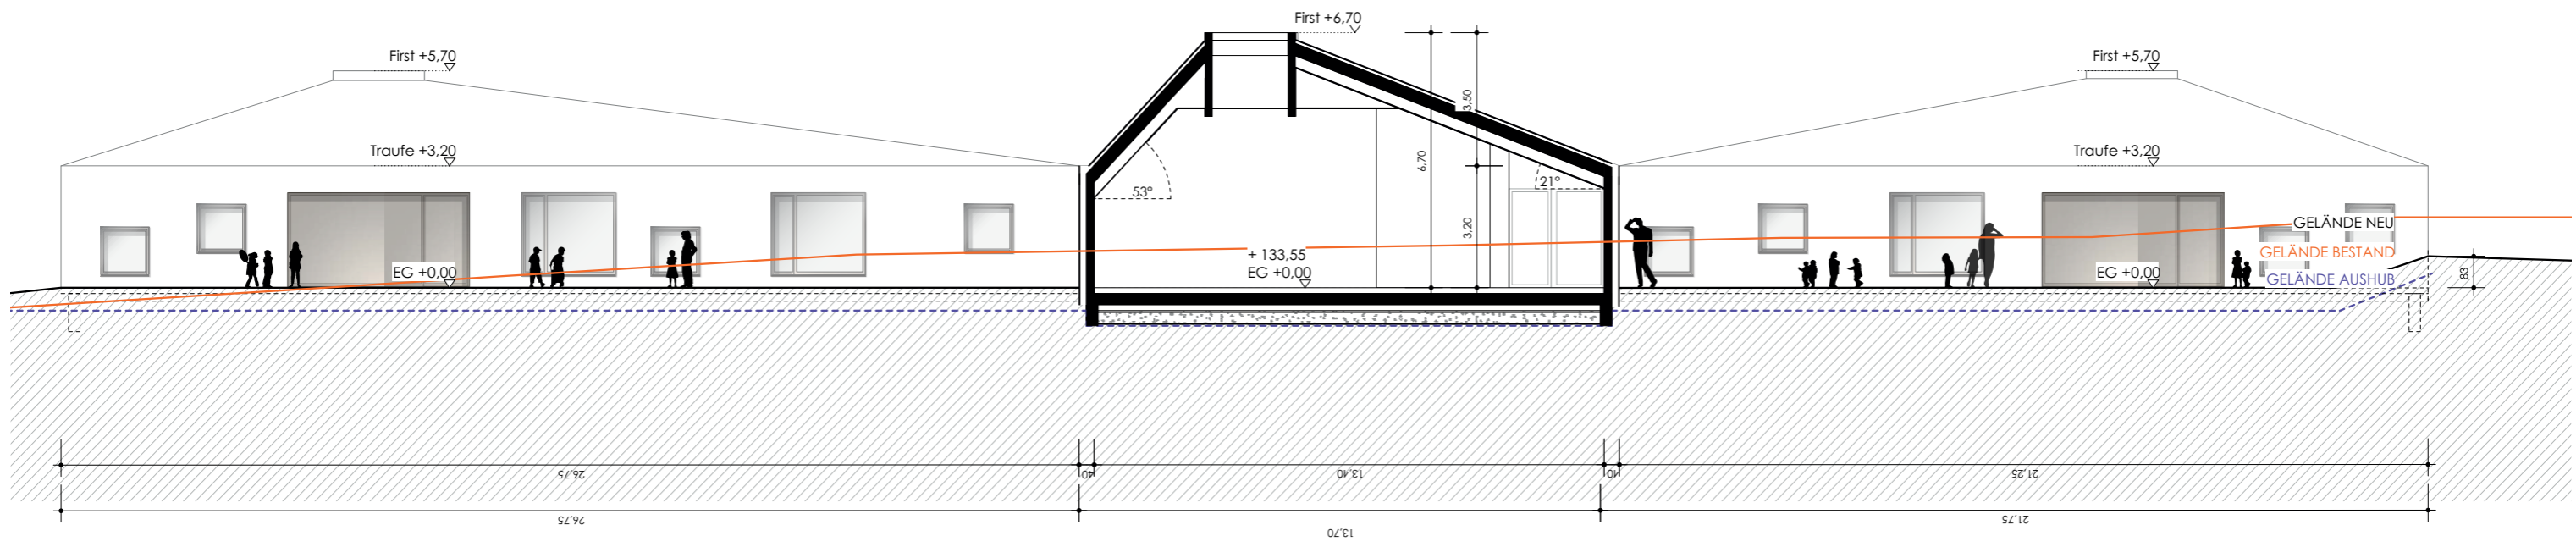 First +6,70
First +5,70
First +5,70
3,50
Traufe +3,20
6,70
Traufe +3,20
53°
21°
3,20
GELÄNDE NEU
+ 133,55
GELÄNDE BESTAND
EG +0,00
EG +0,00
EG +0,00
GELÄNDE AUSHUB
83
26,75
40
13,40
40
21,25
26,75
13,70
21,75